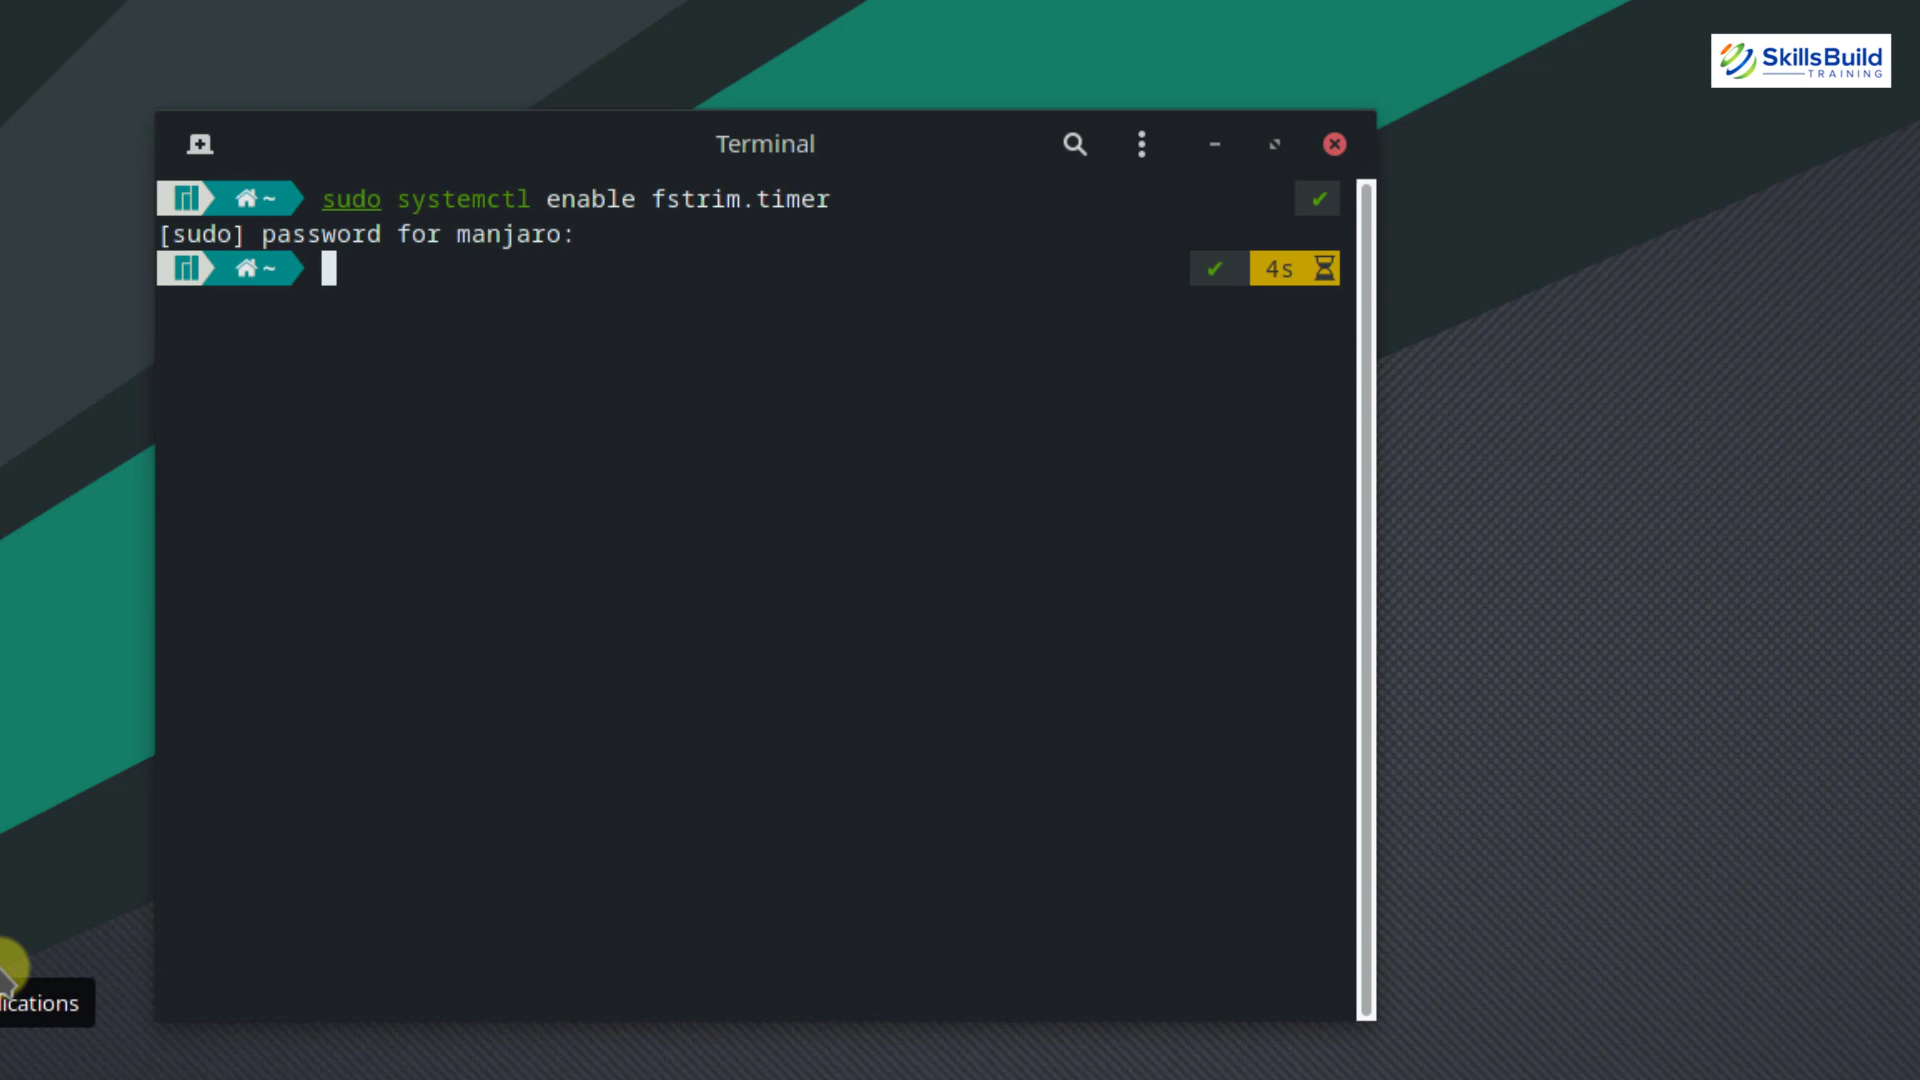 SkillsBuild
TRAINING
Terminal
~ sudo systemctl enable fstrim.timer ✔
[sudo] password for manjaro:
~ ✔ 4s
lications